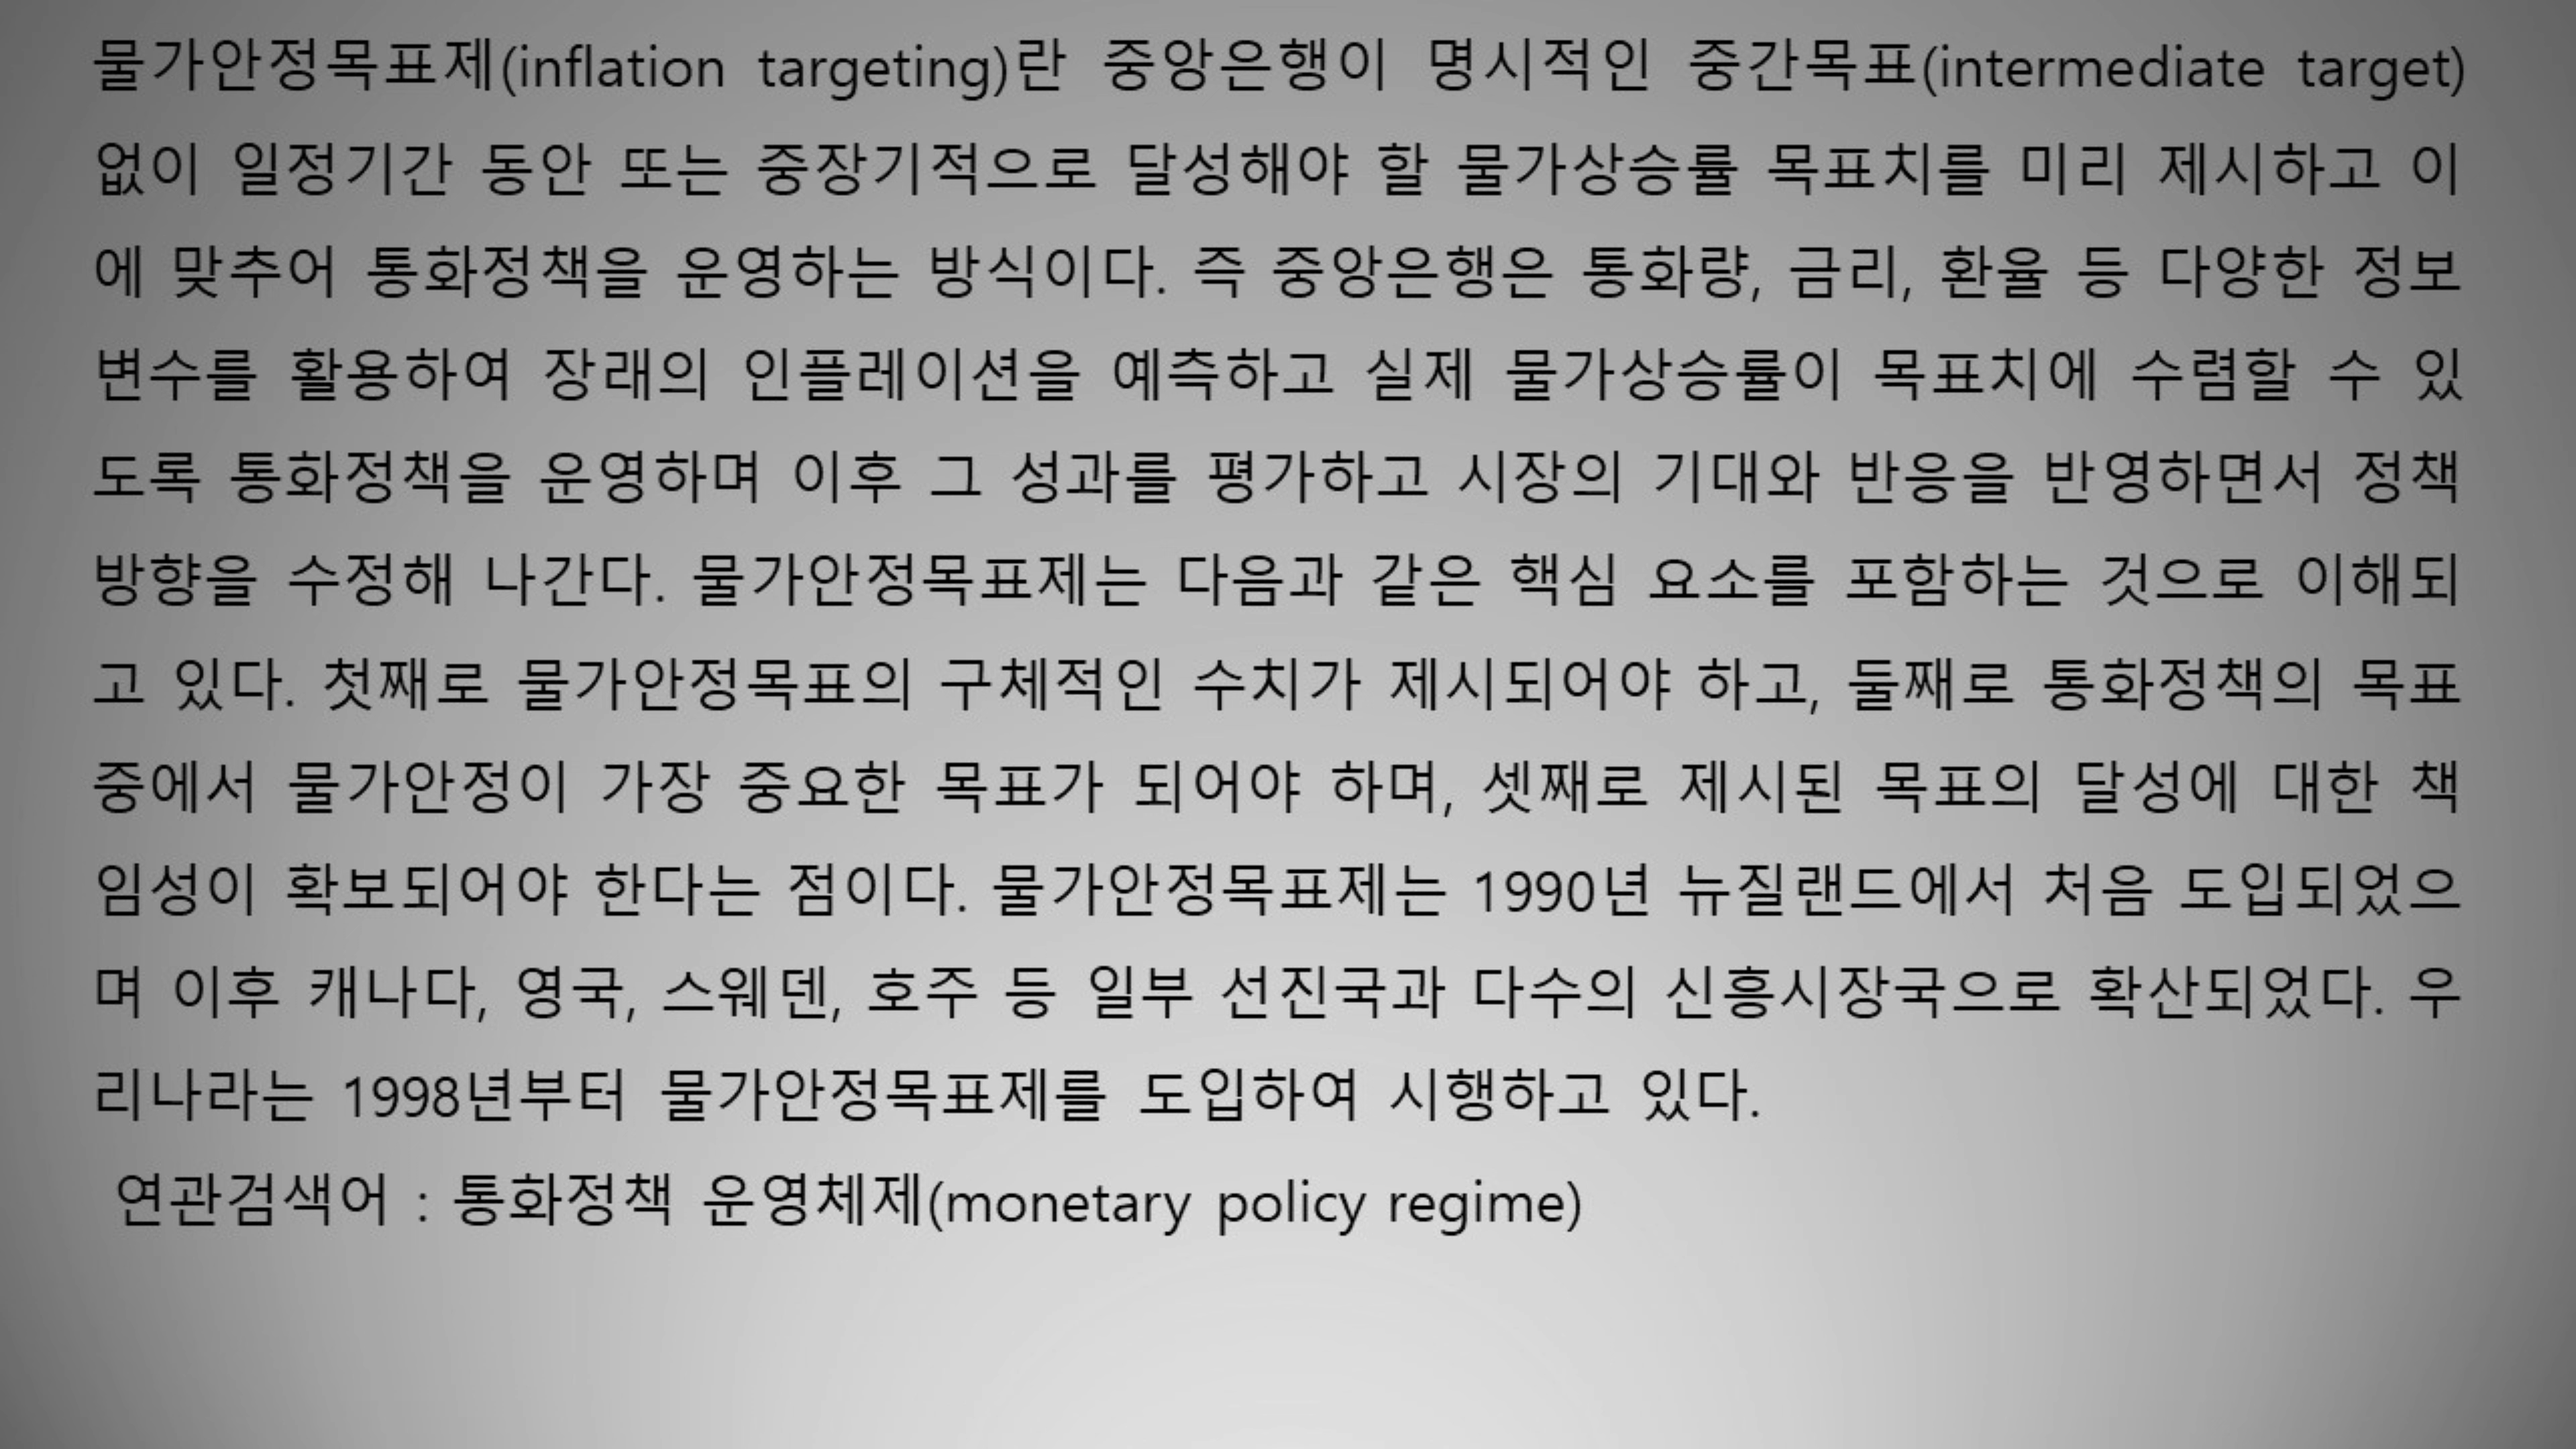 물가안정목표제(inflation targeting)란 중앙은행이 명시적인 중간목표(intermediate target)
없이 일정기간 동안 또는 중장기적으로 달성해야 할 물가상승률 목표치를 미리 제시하고 이
에 맞추어 통화정책을 운영하는 방식이다. 즉 중앙은행은 통화량, 금리, 환율 등 다양한 정보
변수를 활용하여 장래의 인플레이션을 예측하고 실제 물가상승률이 목표치에 수렴할 수 있
도록 통화정책을 운영하며 이후 그 성과를 평가하고 시장의 기대와 반응을 반영하면서 정책
방향을 수정해 나간다. 물가안정목표제는 다음과 같은 핵심 요소를 포함하는 것으로 이해되
고 있다. 첫째로 물가안정목표의 구체적인 수치가 제시되어야 하고, 둘째로 통화정책의 목표
중에서 물가안정이 가장 중요한 목표가 되어야 하며, 셋째로 제시된 목표의 달성에 대한 책
임성이 확보되어야 한다는 점이다. 물가안정목표제는 1990년 뉴질랜드에서 처음 도입되었으
며 이후 캐나다, 영국, 스웨덴, 호주 등 일부 선진국과 다수의 신흥시장국으로 확산되었다. 우
리나라는 1998년부터 물가안정목표제를 도입하여 시행하고 있다.
연관검색어 : 통화정책 운영체제(monetary policy regime)